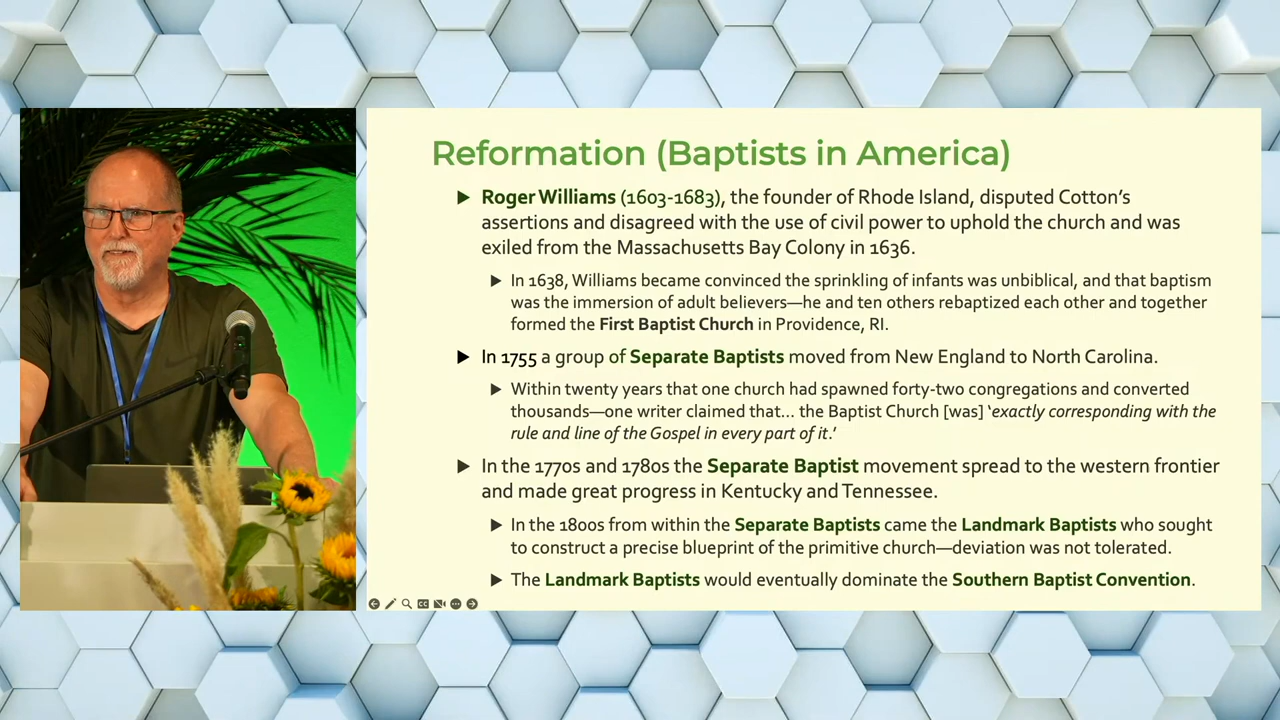 Reformation (Baptists in America)
Roger Williams (1603-1683), the founder of Rhode Island, disputed Cotton's
assertions and disagreed with the use of civil power to uphold the church and was
exiled from the Massachusetts Bay Colony in 1636.
In 1638, Williams became convinced the sprinkling of infants was unbiblical, and that baptism
was the immersion of adult believers—he and ten others rebaptized each other and together
formed the First Baptist Church in Providence, RI.
In 1755 a group of Separate Baptists moved from New England to North Carolina.
Within twenty years that one church had spawned forty-two congregations and converted
thousands—one writer claimed that... the Baptist Church [was] 'exactly corresponding with the
rule and line of the Gospel in every part of it.'
In the 1770s and 1780s the Separate Baptist movement spread to the western frontier
and made great progress in Kentucky and Tennessee.
In the 1800s from within the Separate Baptists came the Landmark Baptists who sought
to construct a precise blueprint of the primitive church—deviation was not tolerated.
The Landmark Baptists would eventually dominate the Southern Baptist Convention.